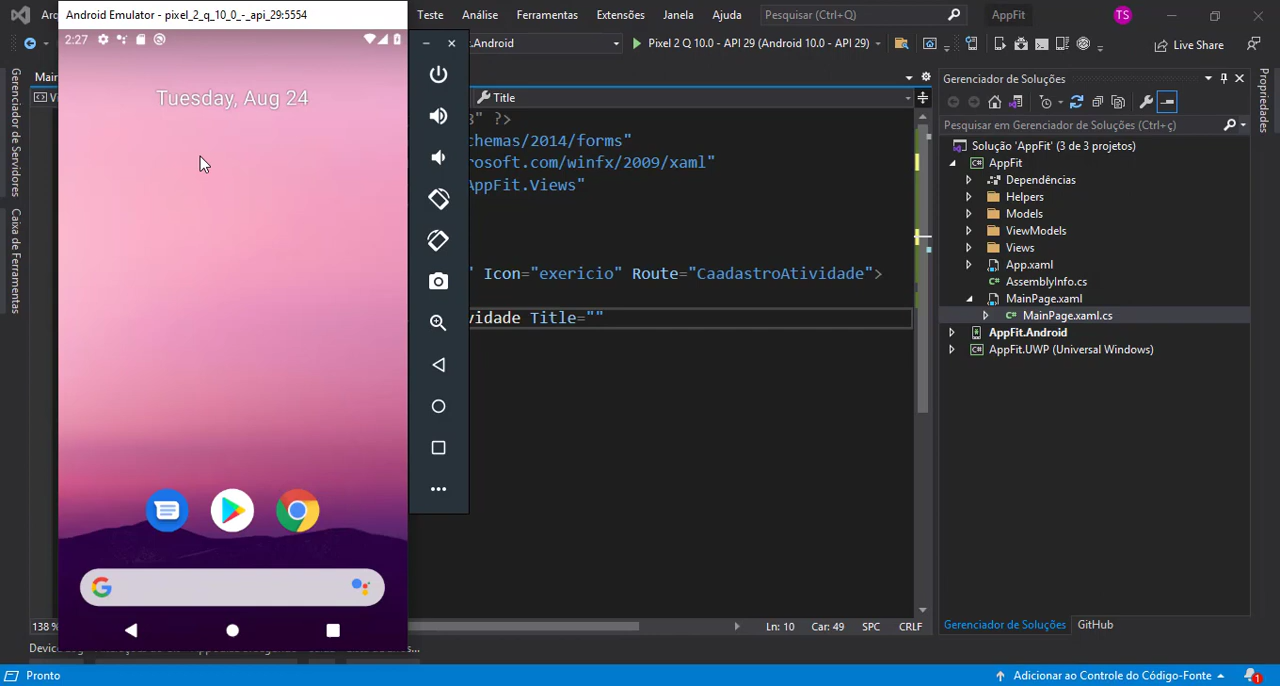 Android Emulator - pixel_2_q_10_0_-_api_29:5554
Teste Análise Ferramentas Extensões Janela Ajuda Pesquisar (Ctrl+Q) AppFit TS
.Android Pixel 2 Q 10.0 - API 29 (Android 10.0 - API 29) Live Share
2:27
Tuesday, Aug 24
Main
Title
Gerenciador de Servidores
Caixa de Ferramentas
8" ?>
chemas/2014/forms"
rosoft.com/winfx/2009/xaml"
AppFit.Views"
" Icon="exericio" Route="CaadastroAtividade">
vidade Title=""
Gerenciador de Soluções
Pesquisar em Gerenciador de Soluções (Ctrl+ç)
Solução 'AppFit' (3 de 3 projetos)
AppFit
Dependências
Helpers
Models
ViewModels
Views
App.xaml
AssemblyInfo.cs
MainPage.xaml
MainPage.xaml.cs
AppFit.Android
AppFit.UWP (Universal Windows)
Propriedades
138 %
Ln: 10 Car: 49 SPC CRLF
Gerenciador de Soluções GitHub
Pronto
Adicionar ao Controle do Código-Fonte
1